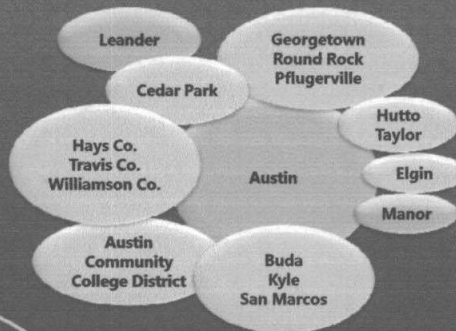 Leander
Georgetown
Round Rock
Pflugerville
Cedar Park
Hutto
Taylor
Hays Co.
Travis Co.
Williamson Co.
Austin
Elgin
Manor
Austin
Community
College District
Buda
Kyle
San Marcos